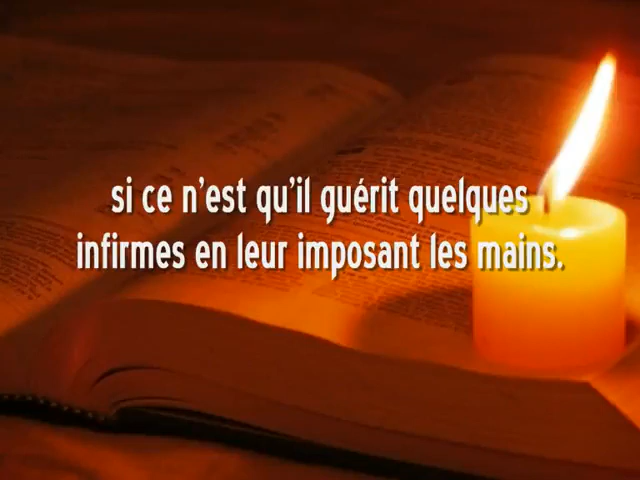 si ce n’est qu’il guérit quelques
infirmes en leur imposant les mains.